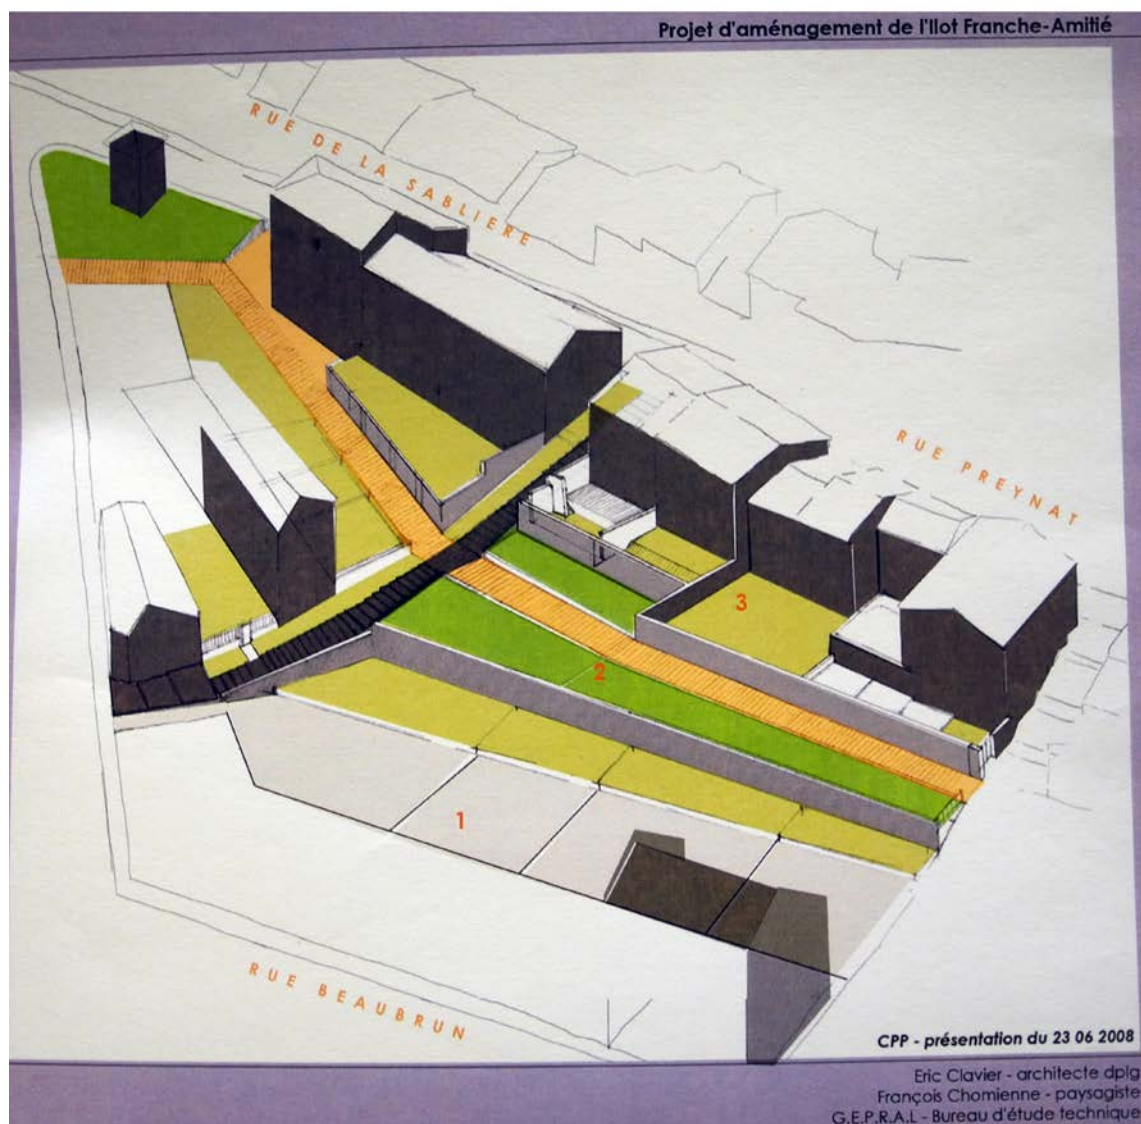 Projet d'aménagement de l'Ilot Franche-Amitié
RUE DE LA SABLIERE
RUE PREYNAT
3
2
1
RUE BEAUBRUN
CPP - présentation du 23 06 2008
Eric Clavier - architecte dplg
François Chomienne - paysagiste
G.E.P.R.A.L - Bureau d'étude technique